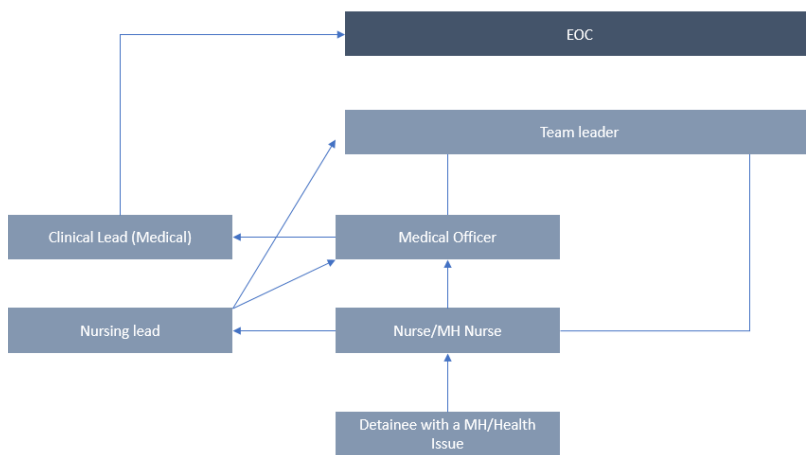 EOC
Team leader
Clinical Lead (Medical)
Medical Officer
Nursing lead
Nurse/MH Nurse
Detainee with a MH/Health
Issue